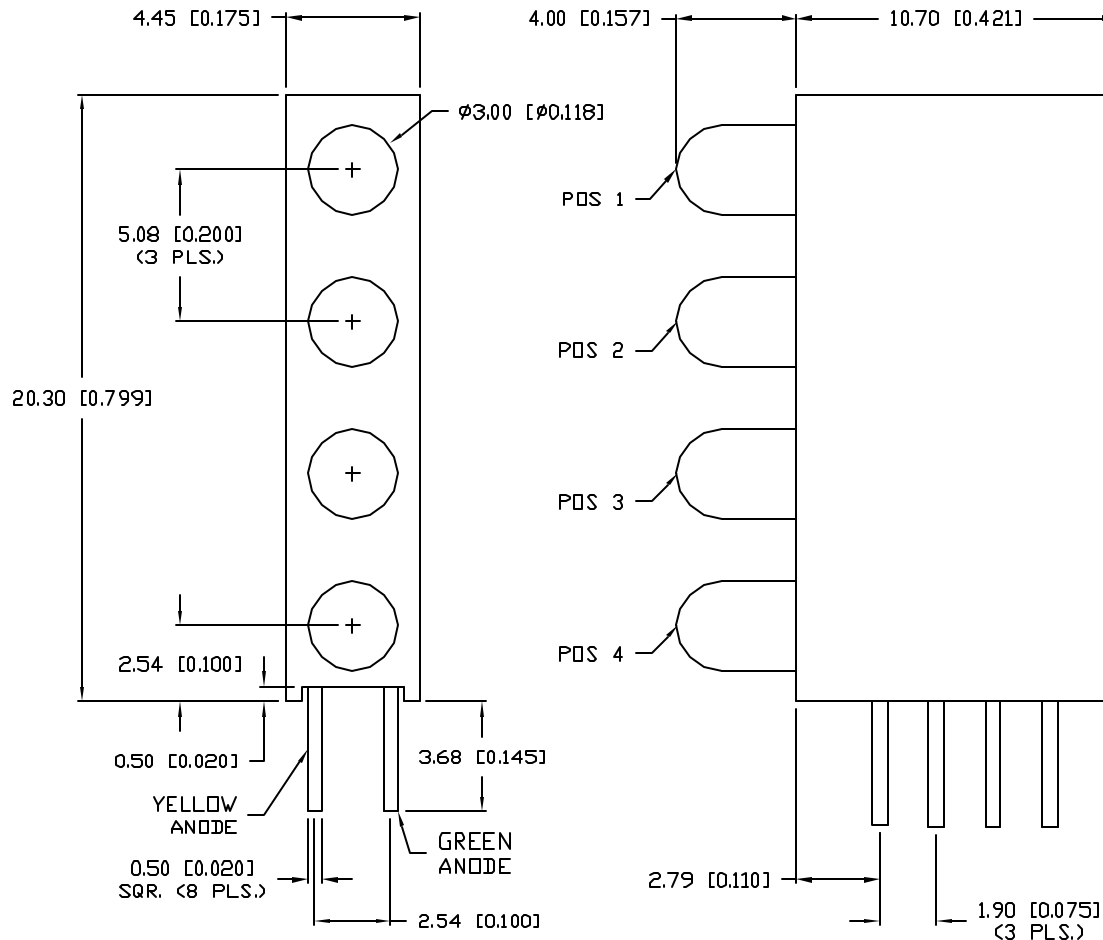 4.45 [0.175]
4.00 [0.157]
10.70 [0.421]
ø3.00 [ø0.118]
POS 1
5.08 [0.200]
(3 PLS.)
POS 2
20.30 [0.799]
POS 3
POS 4
2.54 [0.100]
0.50 [0.020]
3.68 [0.145]
YELLOW
ANODE
GREEN
ANODE
0.50 [0.020]
SQR. (8 PLS.)
2.54 [0.100]
2.79 [0.110]
1.90 [0.075]
(3 PLS.)